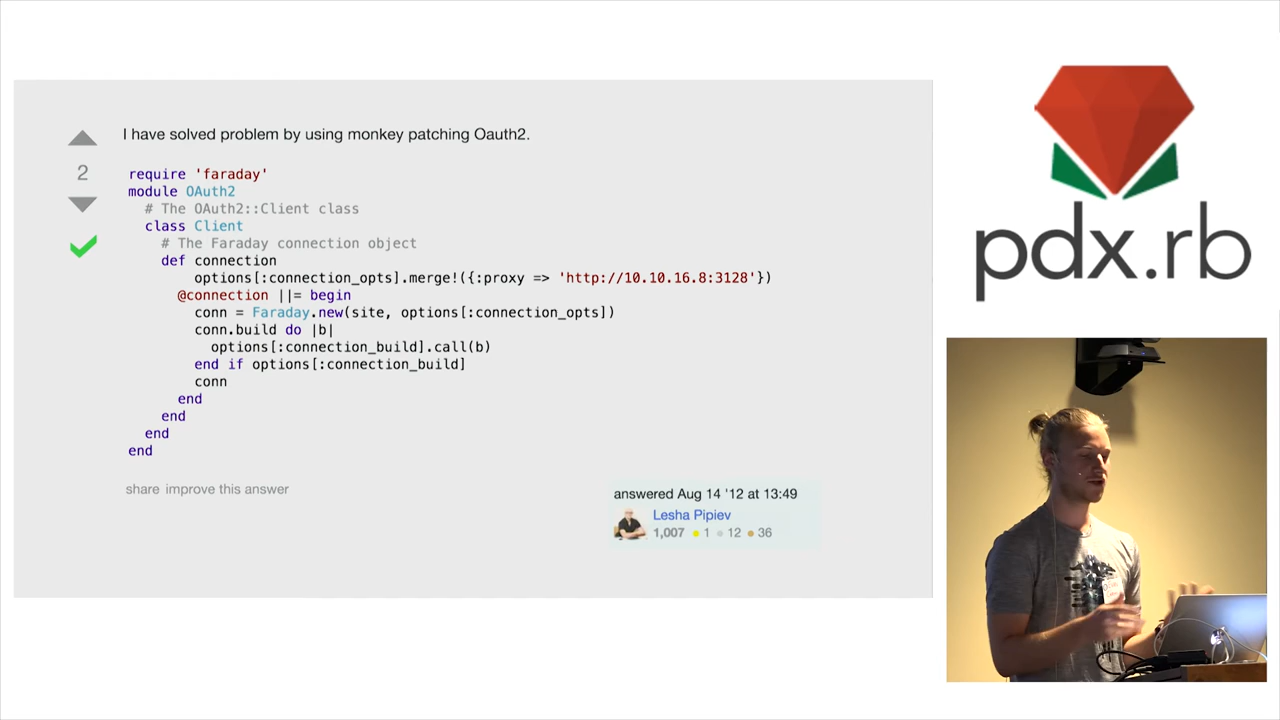 I have solved problem by using monkey patching Oauth2.
2
require 'faraday'
module OAuth2
  # The OAuth2::Client class
  class Client
    # The Faraday connection object
    def connection
        options[:connection_opts].merge!({:proxy => 'http://10.10.16.8:3128'})
      @connection ||= begin
        conn = Faraday.new(site, options[:connection_opts])
        conn.build do |b|
          options[:connection_build].call(b)
        end if options[:connection_build]
        conn
      end
    end
  end
end
share improve this answer
answered Aug 14 '12 at 13:49
Lesha Pipiev
1,007 1 12 36
pdx.rb